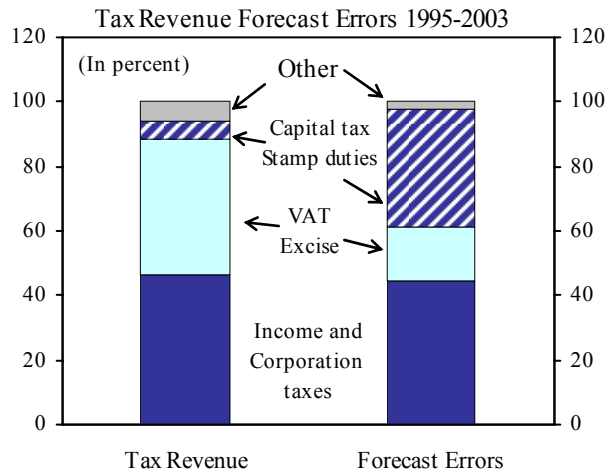 Tax Revenue Forecast Errors 1995-2003
120
120
(In percent)
Other
100
100
Capital tax
Stamp duties
80
80
VAT
Excise
60
60
40
40
Income and
Corporation
taxes
20
20
0
0
Tax Revenue
Forecast Errors